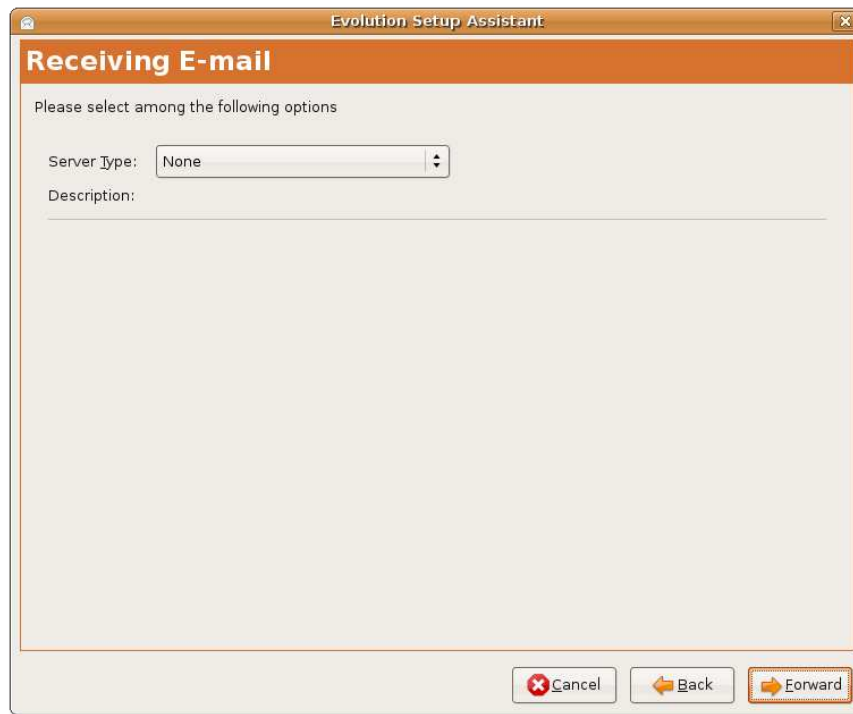 Evolution Setup Assistant
Receiving E-mail
Please select among the following options
Server Type: None
Description:
Cancel Back Forward